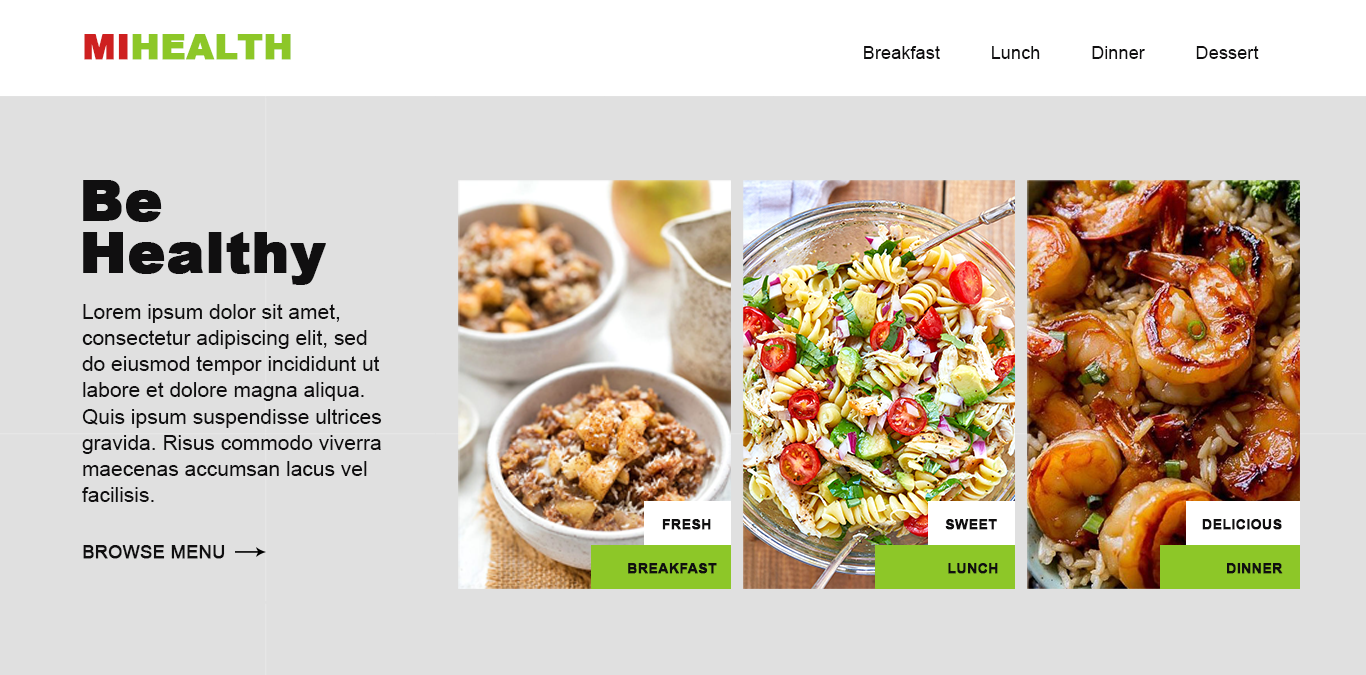 MIHEALTH
Breakfast Lunch Dinner Dessert
Be
Healthy
Lorem ipsum dolor sit amet,
consectetur adipiscing elit, sed
do eiusmod tempor incididunt ut
labore et dolore magna aliqua.
Quis ipsum suspendisse ultrices
gravida. Risus commodo viverra
maecenas accumsan lacus vel
facilisis.
BROWSE MENU
FRESH
BREAKFAST
SWEET
LUNCH
DELICIOUS
DINNER